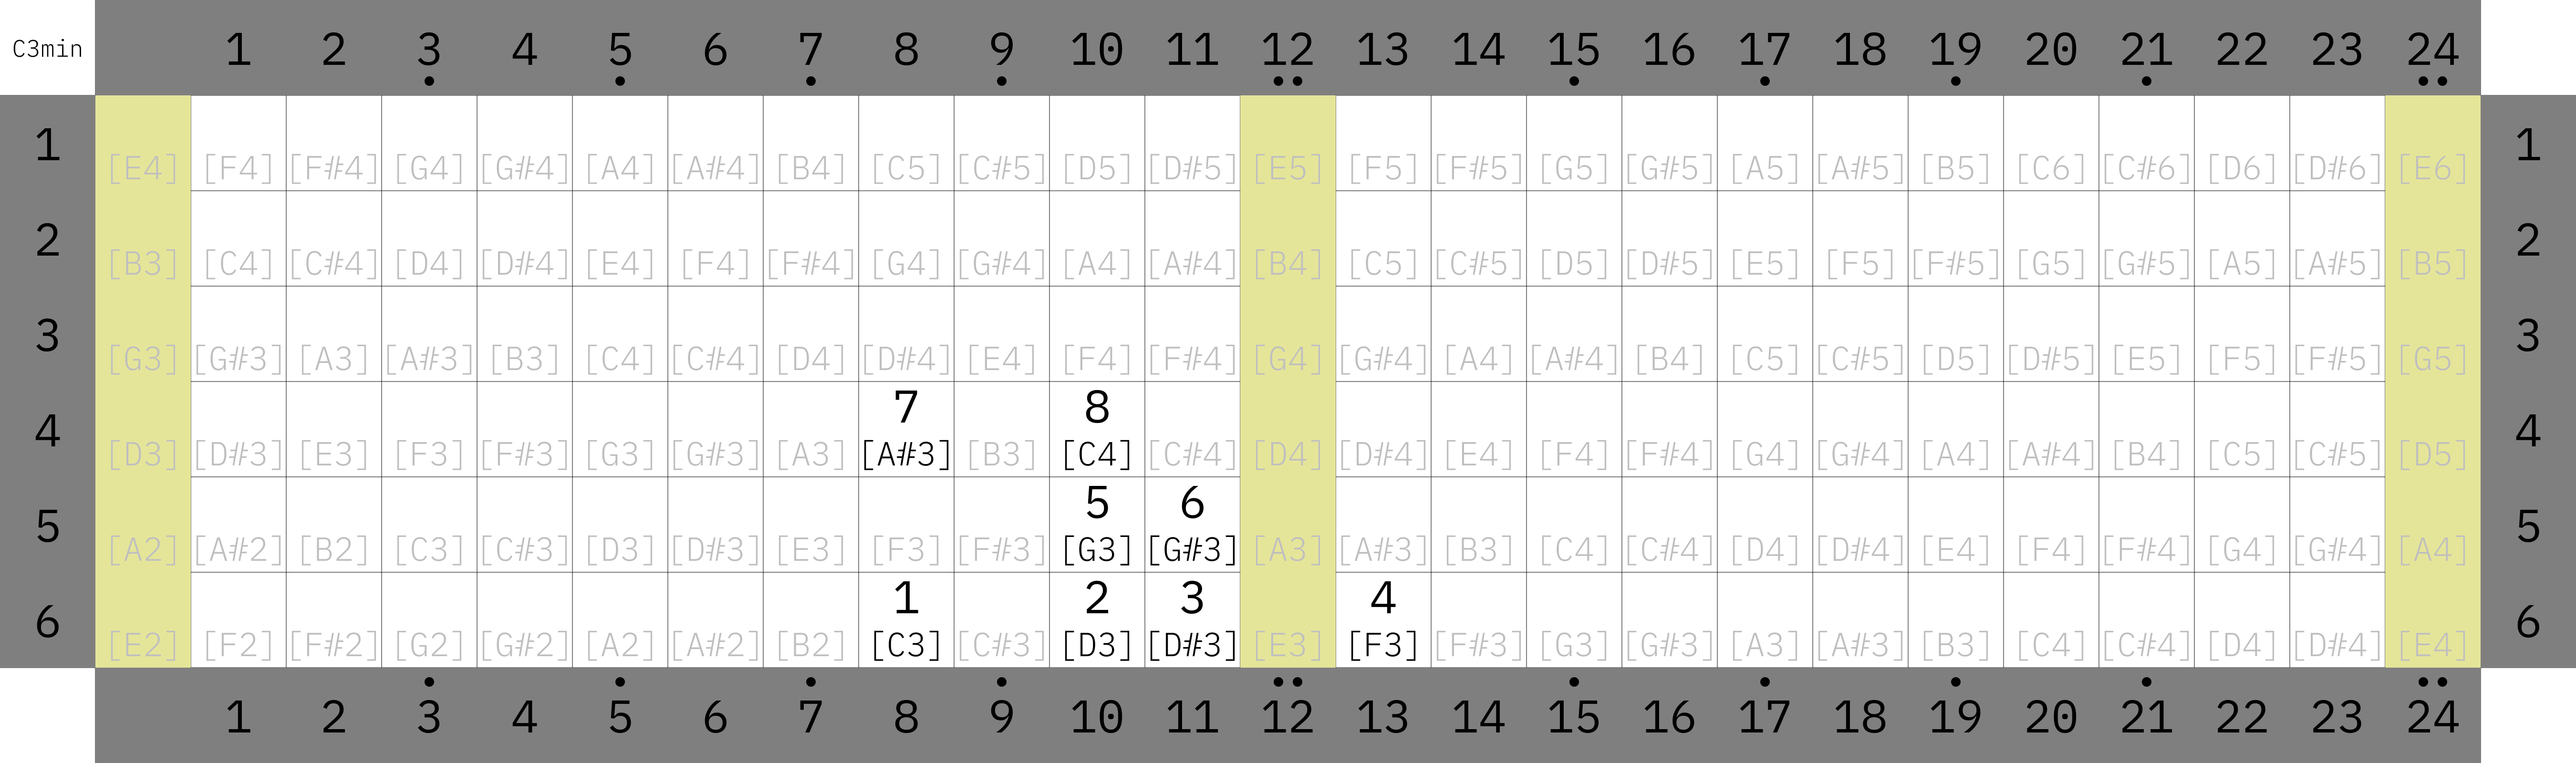 C3min 1 2 3 4 5 6 7 8 9 10 11 12 13 14 15 16 17 18 19 20 21 22 23 24
1 [E4] [F4] [F#4] [G4] [G#4] [A4] [A#4] [B4] [C5] [C#5] [D5] [D#5] [E5] [F5] [F#5] [G5] [G#5] [A5] [A#5] [B5] [C6] [C#6] [D6] [D#6] [E6] 1
2 [B3] [C4] [C#4] [D4] [D#4] [E4] [F4] [F#4] [G4] [G#4] [A4] [A#4] [B4] [C5] [C#5] [D5] [D#5] [E5] [F5] [F#5] [G5] [G#5] [A5] [A#5] [B5] 2
3 [G3] [G#3] [A3] [A#3] [B3] [C4] [C#4] [D4] [D#4] [E4] [F4] [F#4] [G4] [G#4] [A4] [A#4] [B4] [C5] [C#5] [D5] [D#5] [E5] [F5] [F#5] [G5] 3
7 8
4 [D3] [D#3] [E3] [F3] [F#3] [G3] [G#3] [A3] [A#3] [B3] [C4] [C#4] [D4] [D#4] [E4] [F4] [F#4] [G4] [G#4] [A4] [A#4] [B4] [C5] [C#5] [D5] 4
5 6
5 [A2] [A#2] [B2] [C3] [C#3] [D3] [D#3] [E3] [F3] [F#3] [G3] [G#3] [A3] [A#3] [B3] [C4] [C#4] [D4] [D#4] [E4] [F4] [F#4] [G4] [G#4] [A4] 5
1 2 3 4
6 [E2] [F2] [F#2] [G2] [G#2] [A2] [A#2] [B2] [C3] [C#3] [D3] [D#3] [E3] [F3] [F#3] [G3] [G#3] [A3] [A#3] [B3] [C4] [C#4] [D4] [D#4] [E4] 6
1 2 3 4 5 6 7 8 9 10 11 12 13 14 15 16 17 18 19 20 21 22 23 24